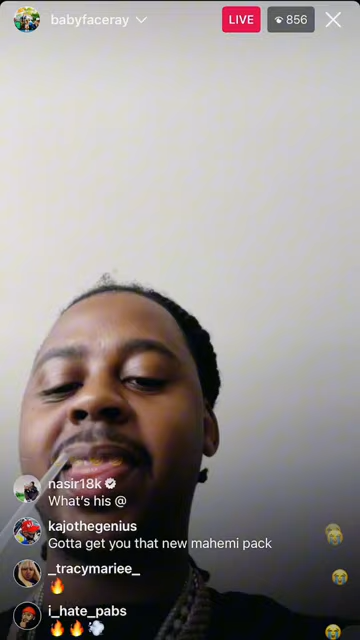 babyfaceray
LIVE
856
nasir18k
What's his @
kajothegenius
Gotta get you that new mahemi pack
_tracymariee_
🔥
i_hate_pabs
🔥🔥💨